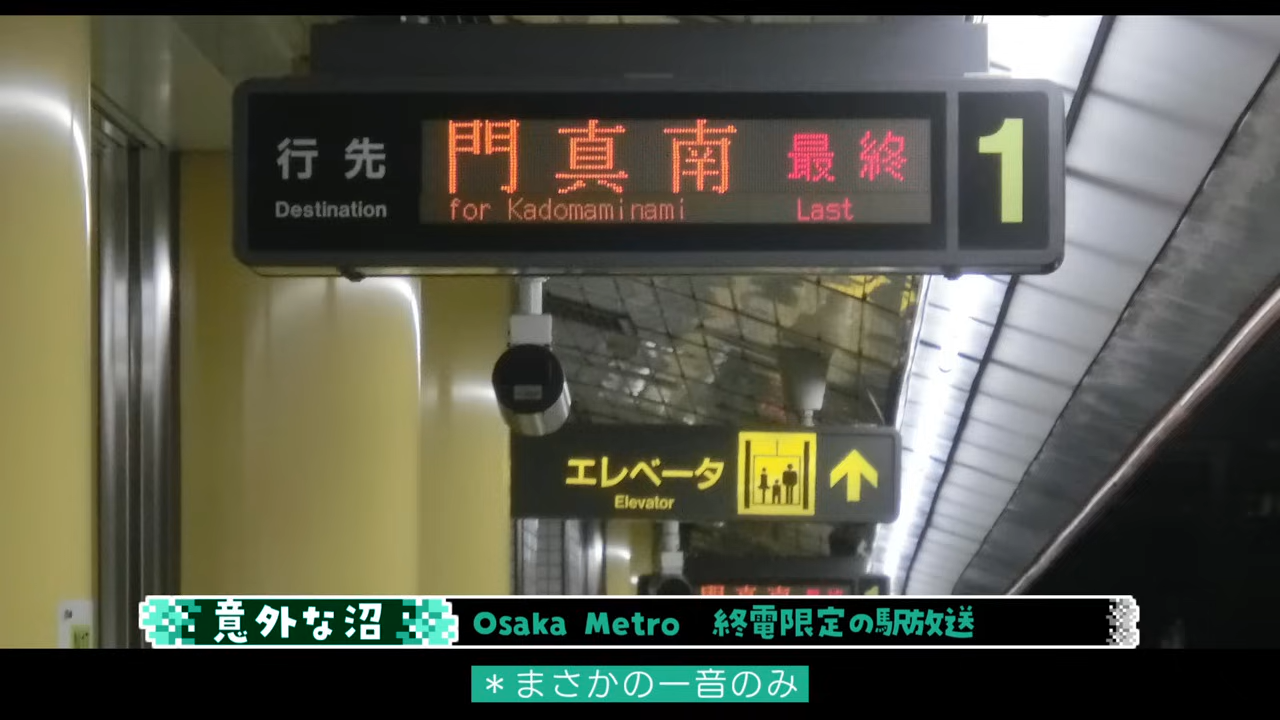 行先 門真南 最終 1
Destination for Kadomaminami Last
エレベータ
Elevator
意外な沼 Osaka Metro 終電限定の駅放送
*まさかの一音のみ